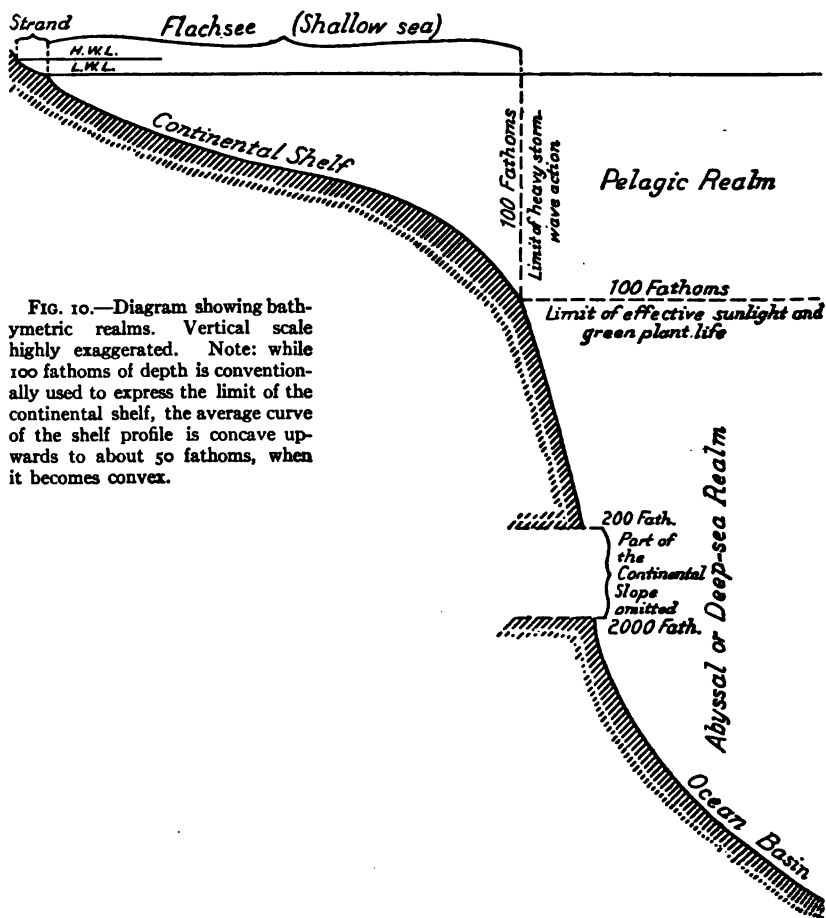 Strand
Flachsee (Shallow sea)
H.W.L.
L.W.L.
Continental Shelf
100 Fathoms
Limit of heavy storm-
wave action
Pelagic Realm
100 Fathoms
Limit of effective sunlight and
green plant life
FIG. 10.—Diagram showing bath-
ymetric realms. Vertical scale
highly exaggerated. Note: while
100 fathoms of depth is convention-
ally used to express the limit of the
continental shelf, the average curve
of the shelf profile is concave up-
wards to about 50 fathoms, when
it becomes convex.
200 Fath.
Part of
the
Continental
Slope
omitted
2000 Fath.
Abyssal or Deep-sea Realm
Ocean Basin